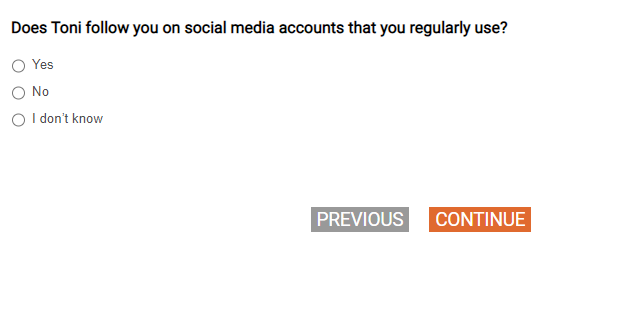 Does Toni follow you on social media accounts that you regularly use?
Yes
No
I don't know
PREVIOUS CONTINUE